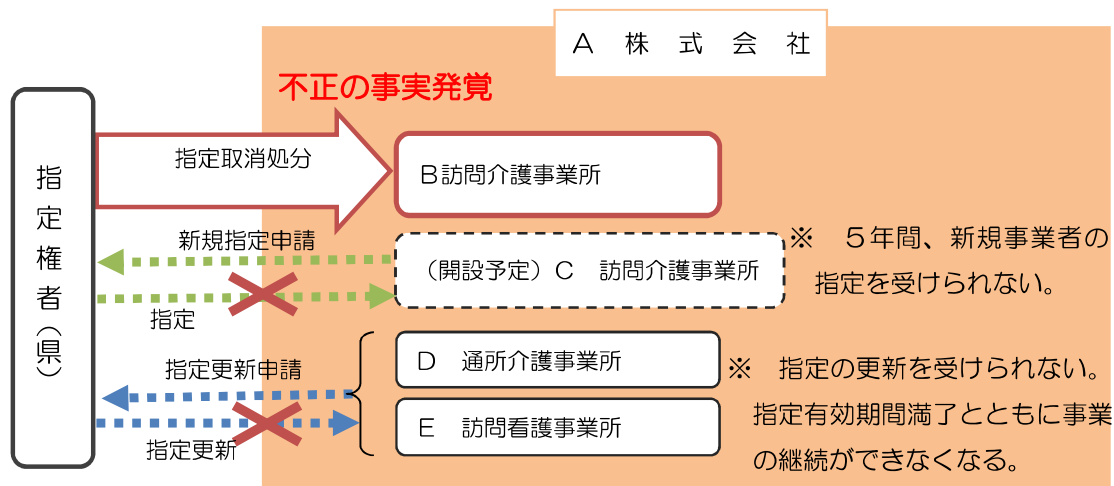 A 株 式 会 社
不正の事実発覚
指定権者(県)
指定取消処分
B訪問介護事業所
新規指定申請
指定
(開設予定)C 訪問介護事業所
※ 5年間、新規事業者の
指定を受けられない。
指定更新申請
指定更新
D 通所介護事業所
E 訪問看護事業所
※ 指定の更新を受けられない。
指定有効期間満了とともに事業
の継続ができなくなる。